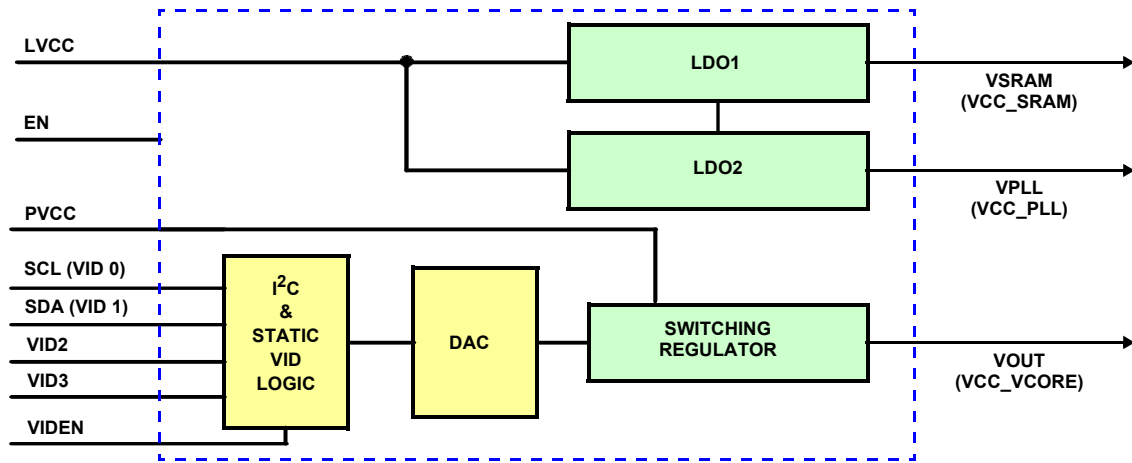 LVCC
LDO1
VSRAM
(VCC_SRAM)
EN
LDO2
VPLL
(VCC_PLL)
PVCC
SCL (VID 0)
SDA (VID 1)
VID2
VID3
VIDEN
I²C
&
STATIC
VID
LOGIC
DAC
SWITCHING
REGULATOR
VOUT
(VCC_VCORE)